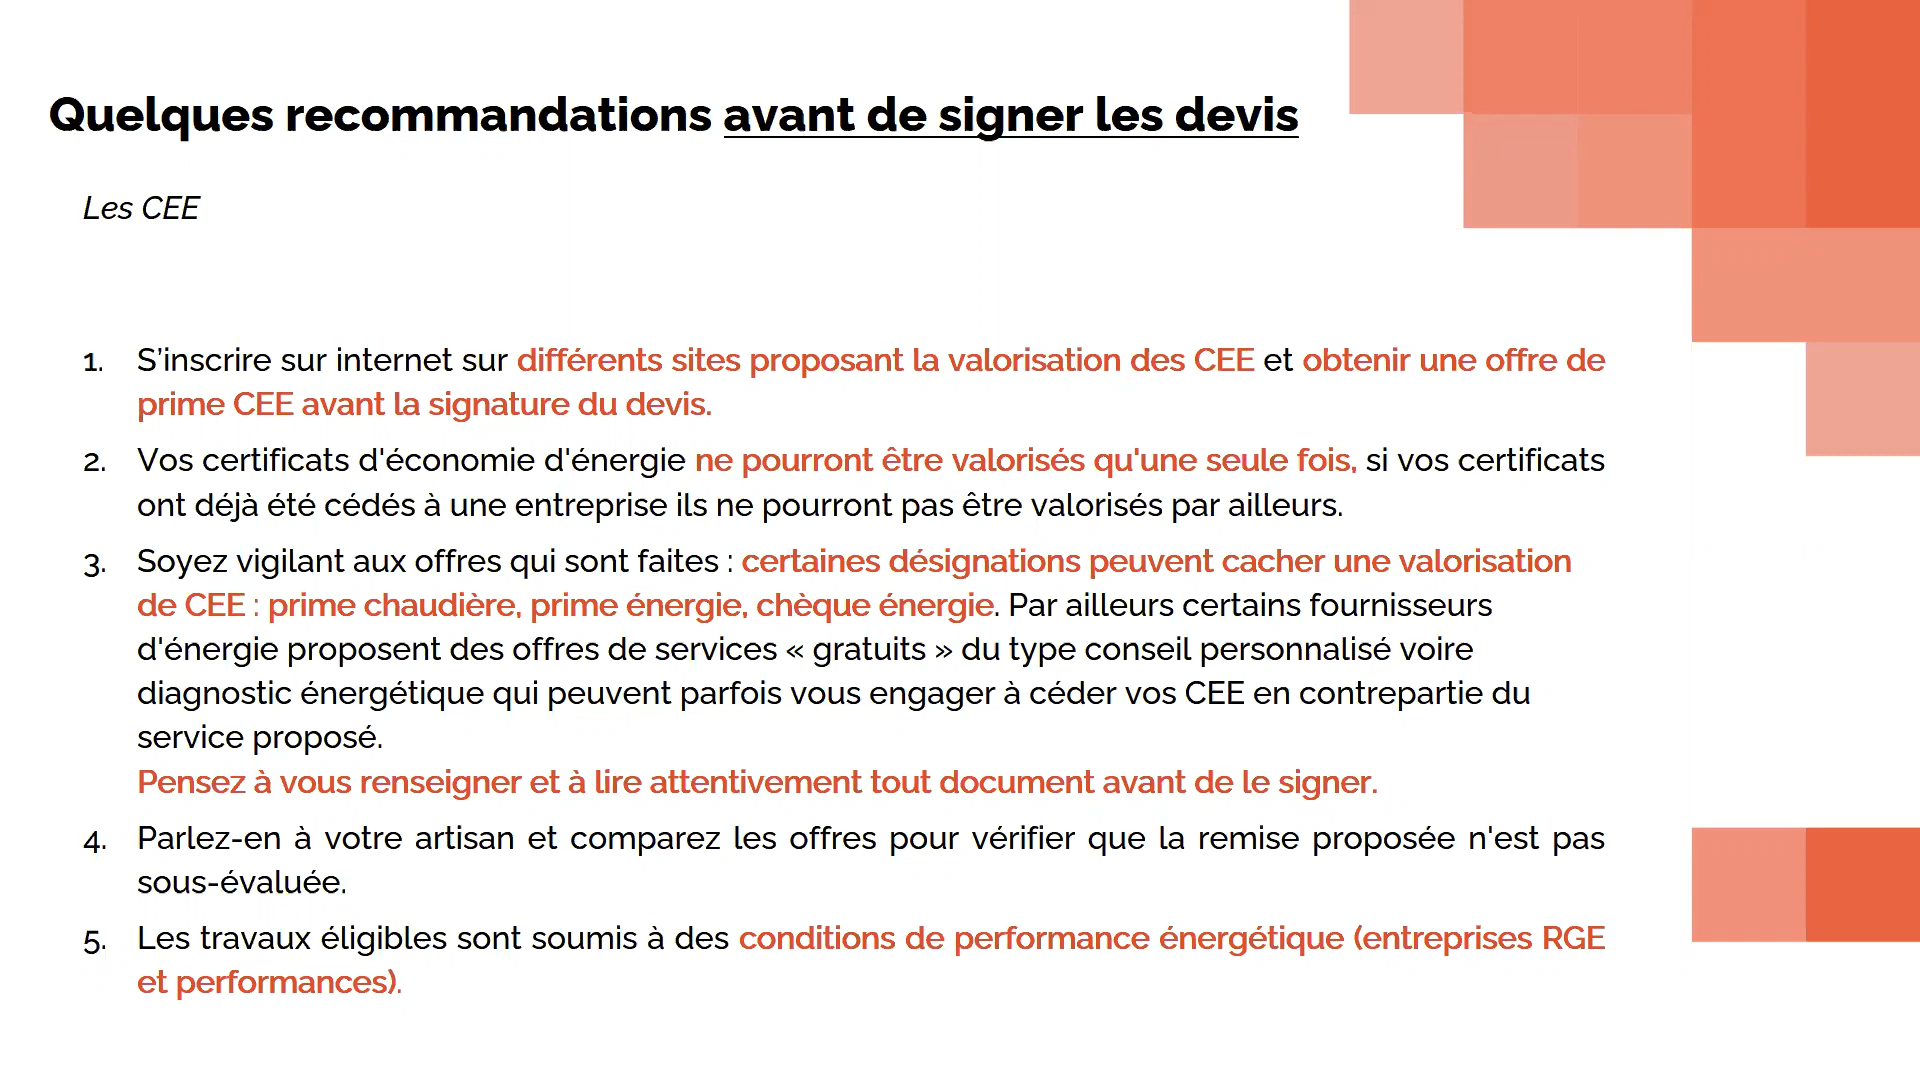 Quelques recommandations avant de signer les devis
Les CEE
1. S’inscrire sur internet sur différents sites proposant la valorisation des CEE et obtenir une offre de
prime CEE avant la signature du devis.
2. Vos certificats d'économie d'énergie ne pourront être valorisés qu'une seule fois, si vos certificats
ont déjà été cédés à une entreprise ils ne pourront pas être valorisés par ailleurs.
3. Soyez vigilant aux offres qui sont faites : certaines désignations peuvent cacher une valorisation
de CEE : prime chaudière, prime énergie, chèque énergie. Par ailleurs certains fournisseurs
d'énergie proposent des offres de services « gratuits » du type conseil personnalisé voire
diagnostic énergétique qui peuvent parfois vous engager à céder vos CEE en contrepartie du
service proposé.
Pensez à vous renseigner et à lire attentivement tout document avant de le signer.
4. Parlez-en à votre artisan et comparez les offres pour vérifier que la remise proposée n'est pas
sous-évaluée.
5. Les travaux éligibles sont soumis à des conditions de performance énergétique (entreprises RGE
et performances).